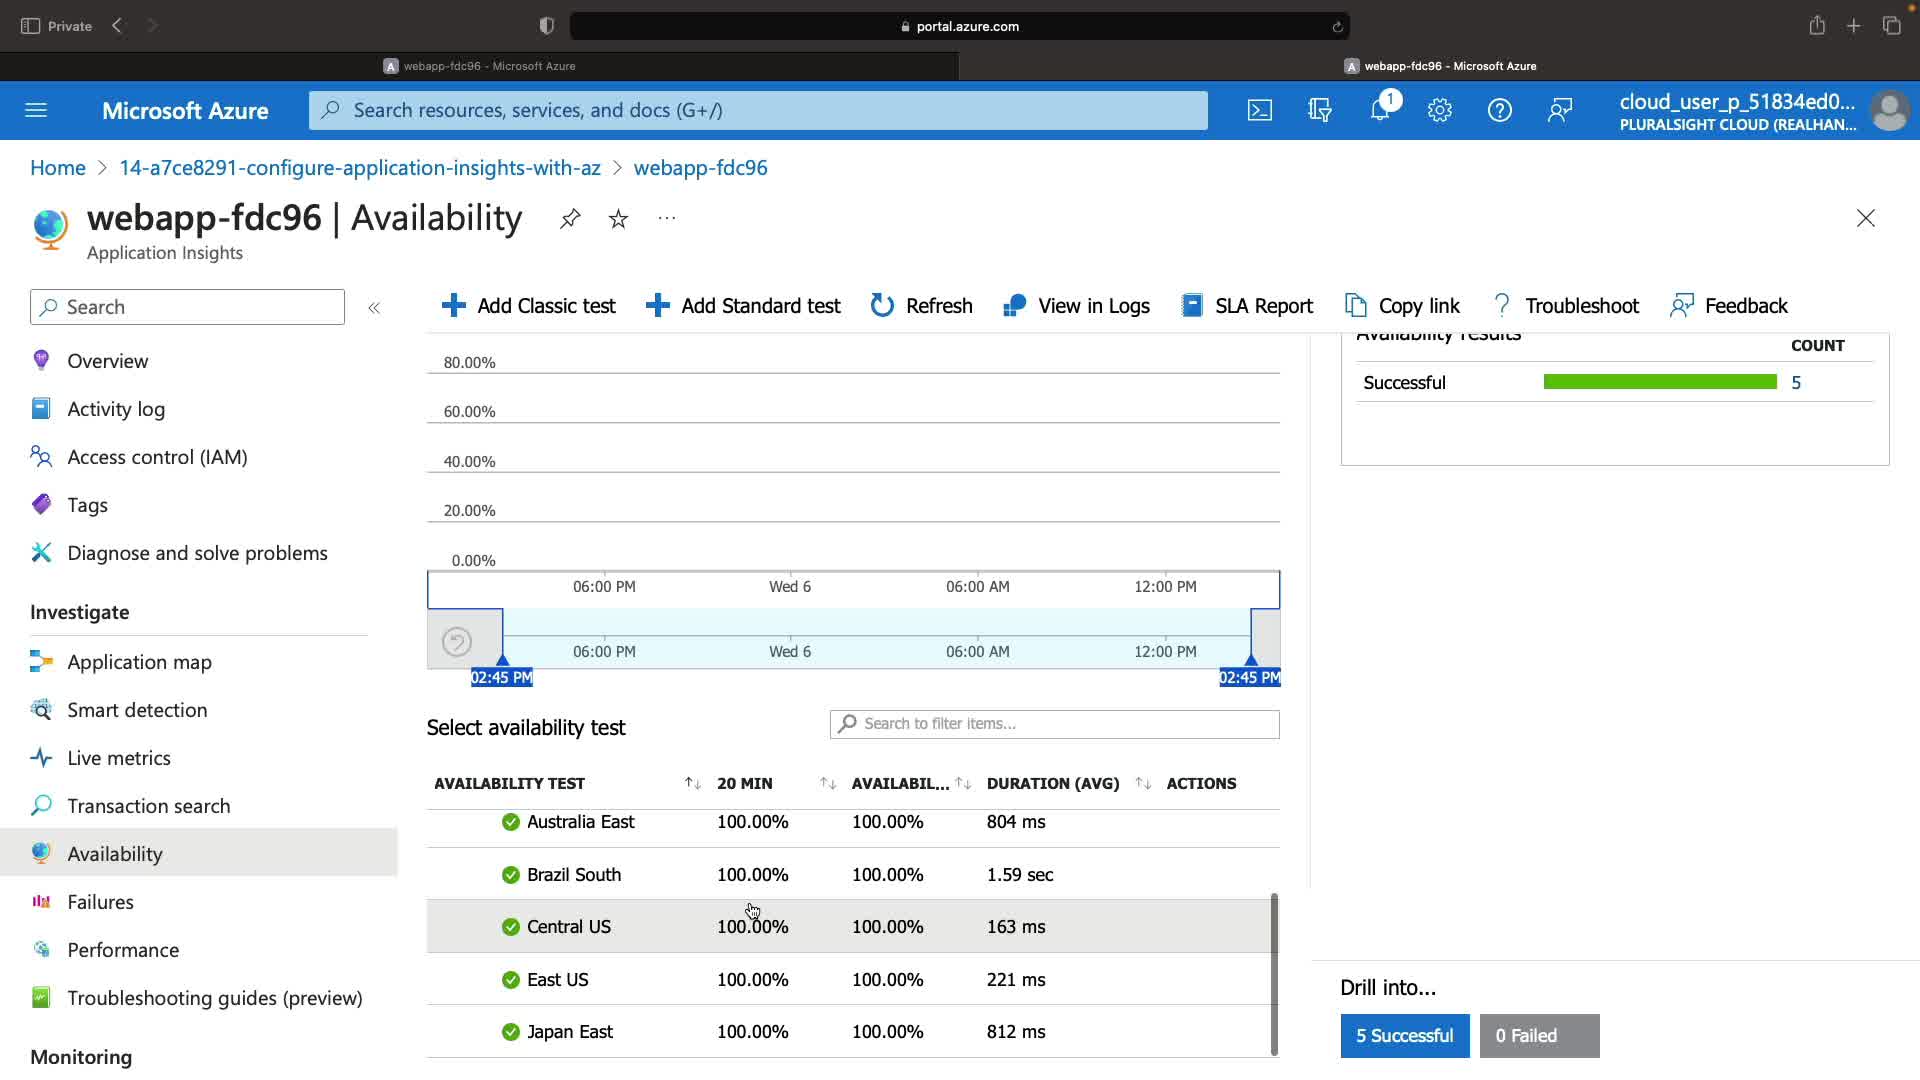 Private
portal.azure.com
webapp-fdc96 - Microsoft Azure
webapp-fdc96 - Microsoft Azure
Microsoft Azure
Search resources, services, and docs (G+/)
1
cloud_user_p_51834ed0...
PLURALSIGHT CLOUD (REALHAN...
Home > 14-a7ce8291-configure-application-insights-with-az > webapp-fdc96
webapp-fdc96 | Availability
Application Insights
Search
Add Classic test
Add Standard test
Refresh
View in Logs
SLA Report
Copy link
Troubleshoot
Feedback
Overview
Activity log
Access control (IAM)
Tags
Diagnose and solve problems
Investigate
Application map
Smart detection
Live metrics
Transaction search
Availability
Failures
Performance
Troubleshooting guides (preview)
Monitoring
80.00%
60.00%
40.00%
20.00%
0.00%
06:00 PM Wed 6 06:00 AM 12:00 PM
06:00 PM Wed 6 06:00 AM 12:00 PM
02:45 PM 02:45 PM
Select availability test
Search to filter items...
AVAILABILITY TEST 20 MIN AVAILABIL... DURATION (AVG) ACTIONS
Australia East 100.00% 100.00% 804 ms
Brazil South 100.00% 100.00% 1.59 sec
Central US 100.00% 100.00% 163 ms
East US 100.00% 100.00% 221 ms
Japan East 100.00% 100.00% 812 ms
Availability results
COUNT
Successful 5
Drill into...
5 Successful
0 Failed